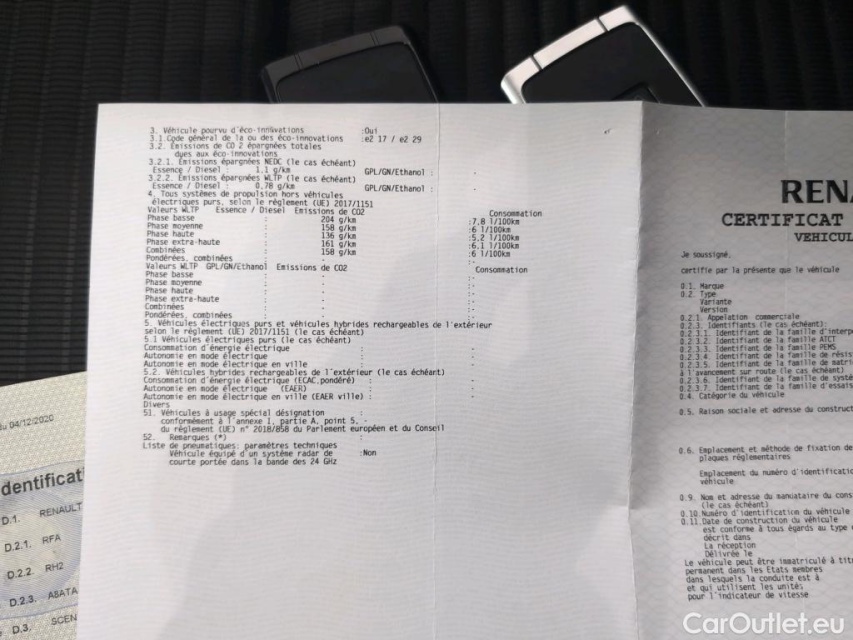 3. Véhicule pourvu d'éco-innovations :Oui
3.1.Code général de la ou des éco-innovations :e2 17 / e2 29
3.2. Emissions de CO 2 épargnées totales
dues aux éco-innovations
3.2.1. Emissions épargnées NEDC (le cas échéant)
Essence / Diesel : 1,1 g/km GPL/GN/Ethanol : -
3.2.2. Emissions épargnées WLTP (le cas échéant)
Essence / Diesel : 0,78 g/km GPL/GN/Ethanol : -
4. Tous systèmes de propulsion hors véhicules
électriques purs, selon le règlement (UE) 2017/1151
Valeurs WLTP Essence / Diesel Emissions de CO2 Consommation
Phase basse : 204 g/km :7,8 l/100km
Phase moyenne : 158 g/km :6 l/100km
Phase haute : 136 g/km :5,2 l/100km
Phase extra-haute : 161 g/km :6,1 l/100km
Combinées : 158 g/km :6 l/100km
Pondérées, combinées : - :-
Valeurs WLTP GPL/GN/Ethanol Emissions de CO2 Consommation
Phase basse : - :-
Phase moyenne : - :-
Phase haute : - :-
Phase extra-haute : - :-
Combinées : - :-
Pondérées, combinées : - :-
5. Véhicules électriques purs et véhicules hybrides rechargeables de l'extérieur
selon le règlement (UE) 2017/1151 (le cas échéant)
5.1 Véhicules électriques purs (le cas échéant)
Consommation d'énergie électrique :
Autonomie en mode électrique :
Autonomie en mode électrique en ville :
5.2. Véhicules hybrides rechargeables de l'extérieur (le cas échéant)
Consommation d'énergie électrique (ECAC,pondéré) :
Autonomie en mode électrique (EAER) :
Autonomie en mode électrique en ville (EAER ville) :
Divers
51. Véhicules à usage spécial désignation :
conformément à l'annexe I, partie A, point 5, -
du règlement (UE) n° 2018/858 du Parlement européen et du Conseil
52. Remarques (*) :
Liste de pneumatiques: paramètres techniques
Véhicule équipé d'un système radar de :Non
courte portée dans la bande des 24 GHz
RENA
CERTIFICAT
VEHICUL
Je soussigné,
certifie par la présente que le véhicule
0.1. Marque
0.2. Type
Variante
Version
0.2.1. Appelation commerciale
0.2.3. Identifiants (le cas échéant):
0.2.3.1. Identifiant de la famille d'interpo
0.2.3.2. Identifiant de la famille ATCT
0.2.3.3. Identifiant de la famille PEMS
0.2.3.4. Identifiant de la famille de résist
0.2.3.5. Identifiant de la famille de matric
à l'avancement sur route (le cas échéant)
0.2.3.6. Identifiant de la famille de systè
0.2.3.7. Identifiant de la famille d'essais
0.4. Catégorie du véhicule
0.5. Raison sociale et adresse du construct
0.6. Emplacement et méthode de fixation de
plaques réglementaires
Emplacement du numéro d'identificatio
véhicule
0.9. Nom et adresse du mandataire du cons
(le cas échéant)
0.10.Numéro d'identification du véhicule
0.11.Date de construction du véhicule
est conforme à tous égards au type
décrit dans
La réception
Délivrée le
Le véhicule peut être immatriculé à titr
permanent dans les Etats membres
dans lesquels la conduite est à
et qui utilisent les unités:
pour l'indicateur de vitesse
04/12/2020
dentificat
D.1. RENAULT
D.2.1. RFA
D.2.2. RH2
D.2.3. ABATA
D.3. SCEN
CarOutlet.eu